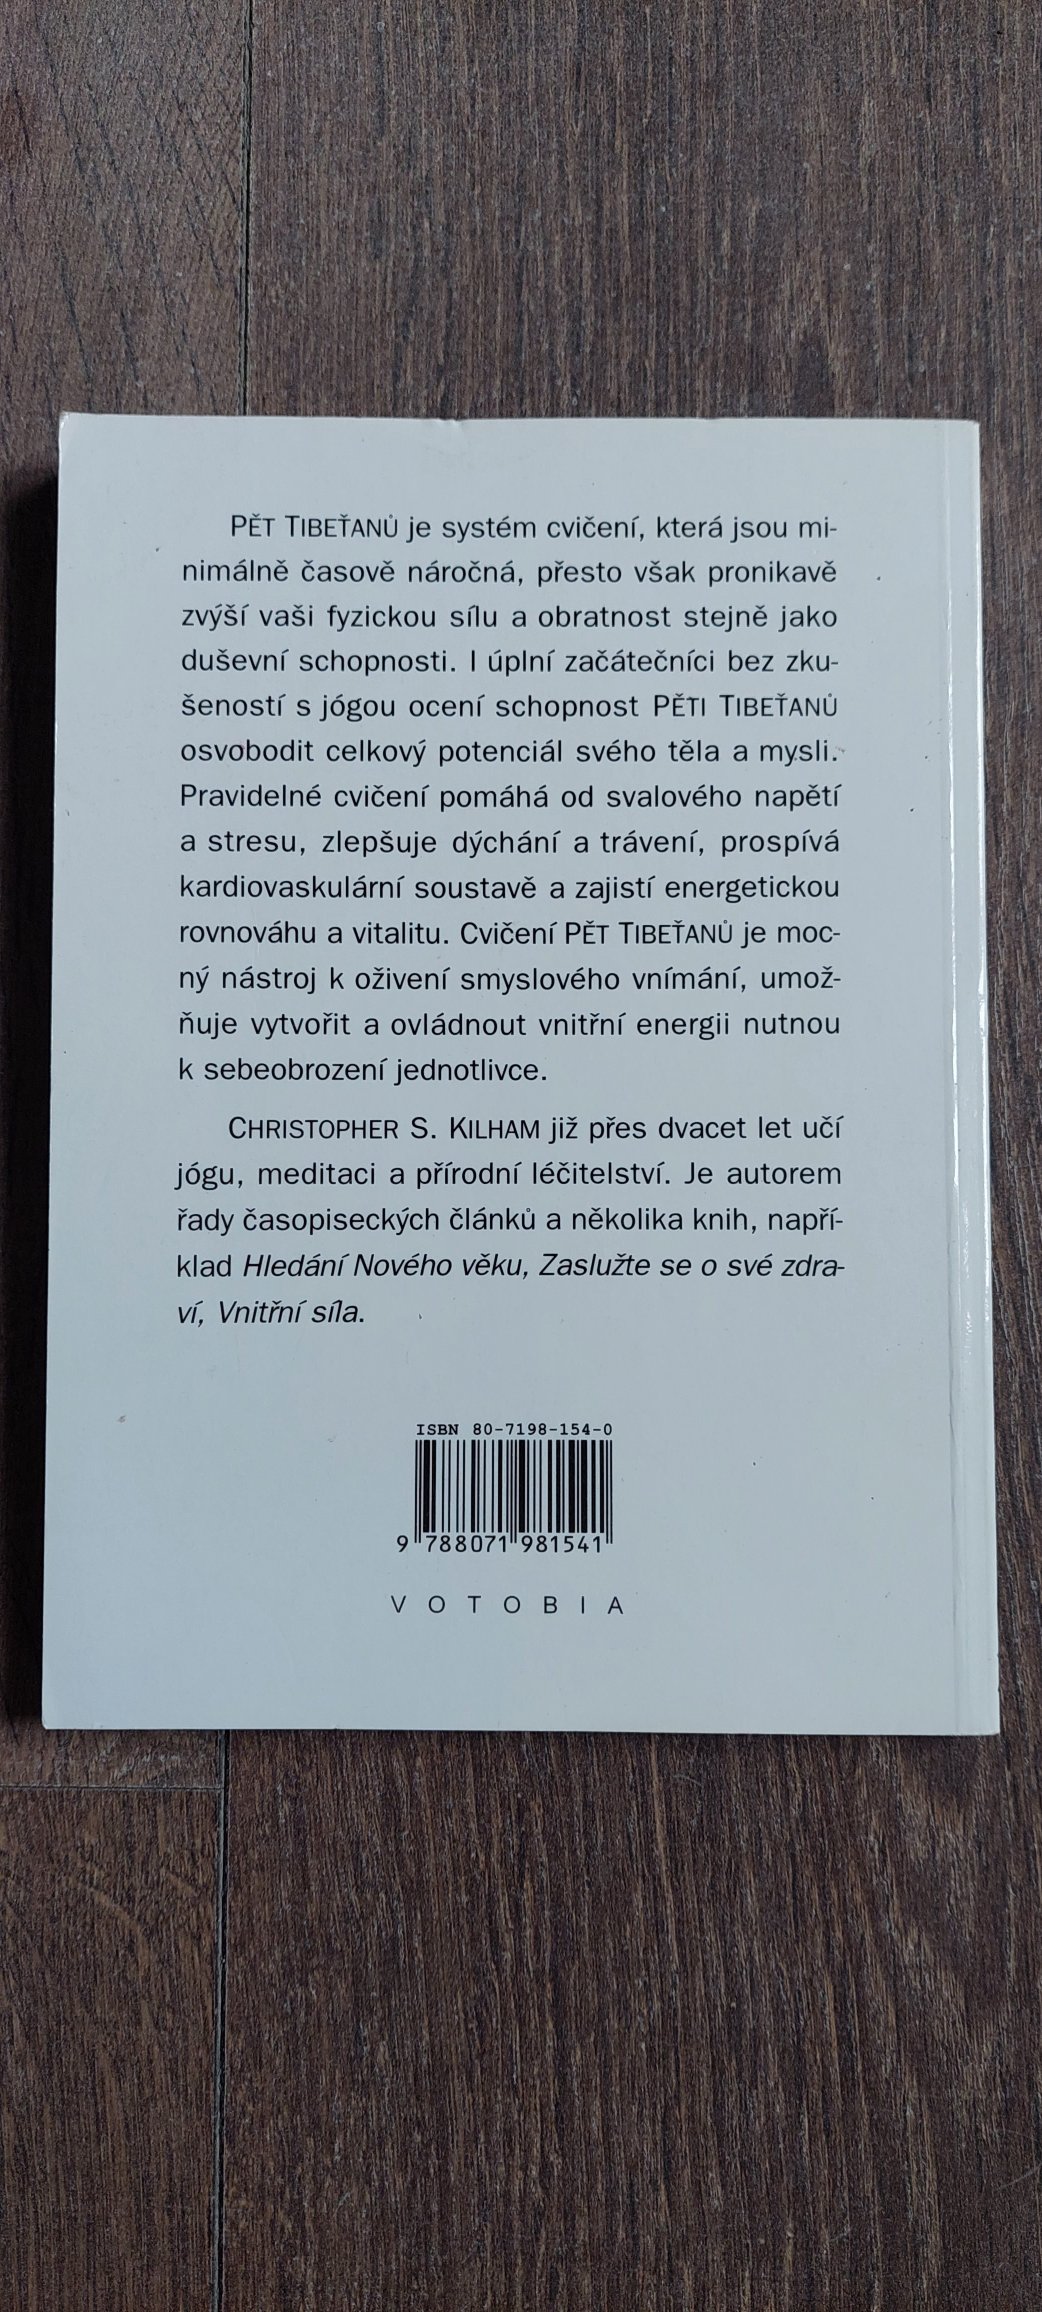 PĚT TIBEŤANŮ je systém cvičení, která jsou mi-
nimálně časově náročná, přesto však pronikavě
zvýší vaši fyzickou sílu a obratnost stejně jako
duševní schopnosti. I úplní začátečníci bez zku-
šeností s jógou ocení schopnost PĚTI TIBEŤANŮ
osvobodit celkový potenciál svého těla a mysli.
Pravidelné cvičení pomáhá od svalového napětí
a stresu, zlepšuje dýchání a trávení, prospívá
kardiovaskulární soustavě a zajistí energetickou
rovnováhu a vitalitu. Cvičení PĚT TIBEŤANŮ je moc-
ný nástroj k oživení smyslového vnímání, umož-
ňuje vytvořit a ovládnout vnitřní energii nutnou
k sebeobrození jednotlivce.
CHRISTOPHER S. KILHAM již přes dvacet let učí
jógu, meditaci a přírodní léčitelství. Je autorem
řady časopiseckých článků a několika knih, napří-
klad Hledání Nového věku, Zaslužte se o své zdra-
ví, Vnitřní síla.
ISBN 80-7198-154-0
9 788071 981541
VOTOBIA